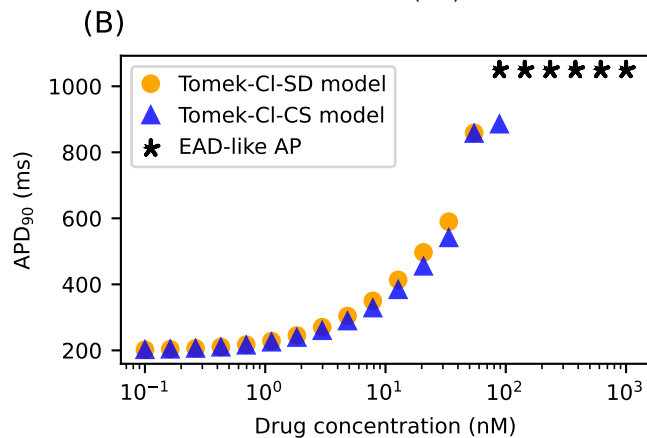 (B)
1000
800
600
400
200
APD₉₀ (ms)
Tomek-Cl-SD model
Tomek-Cl-CS model
EAD-like AP
10⁻¹ 10⁰ 10¹ 10² 10³
Drug concentration (nM)